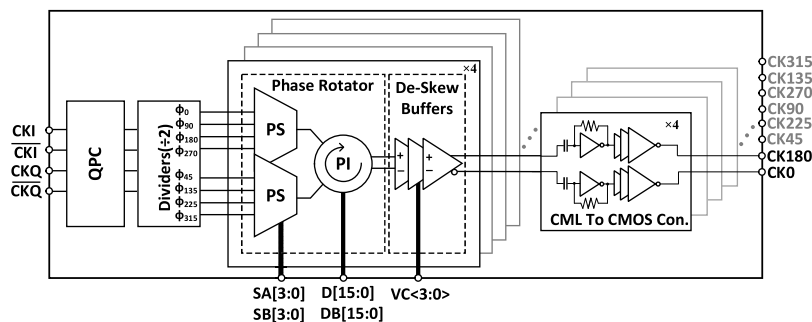 ×4
Phase Rotator
De-Skew
Buffers
CKI
CKI
CKQ
CKQ
QPC
Dividers(÷2)
Φ0
Φ90
Φ180
Φ270
Φ45
Φ135
Φ225
Φ315
PS
PS
PI
+
−
+
−
×4
CML To CMOS Con.
CK315
CK135
CK270
CK90
CK225
CK45
CK180
CK0
SA[3:0]
SB[3:0]
D[15:0]
DB[15:0]
VC<3:0>